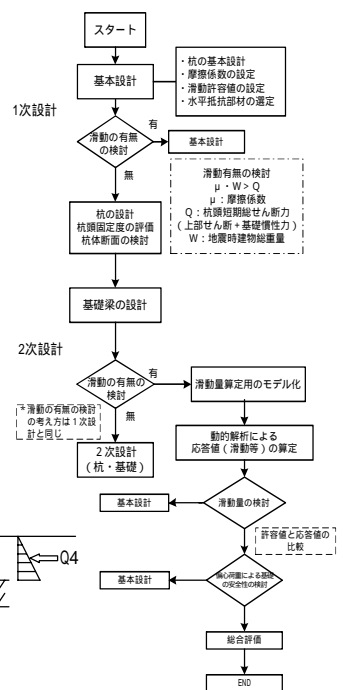 スタート
基本設計
・杭の基本設計
・摩擦係数の設定
・滑動許容値の設定
・水平抵抗部材の選定
1次設計
滑動の有無
の検討
有
基本設計
無
滑動有無の検討
μ・W > Q
μ：摩擦係数
Q：杭頭短期総せん断力
（上部せん断＋基礎慣性力）
W：地震時建物総重量
杭の設計
杭頭固定度の評価
杭体断面の検討
基礎梁の設計
2次設計
滑動の有無の
検討
有
滑動量算定用のモデル化
*滑動の有無の検討
の考え方は1次設
計と同じ
無
2次設計
（杭・基礎）
動的解析による
応答値（滑動等）の算定
滑動量の検討
基本設計
許容値と応答値の
比較
Q4
偏心荷重による基礎
の安全性の検討
基本設計
総合評価
END